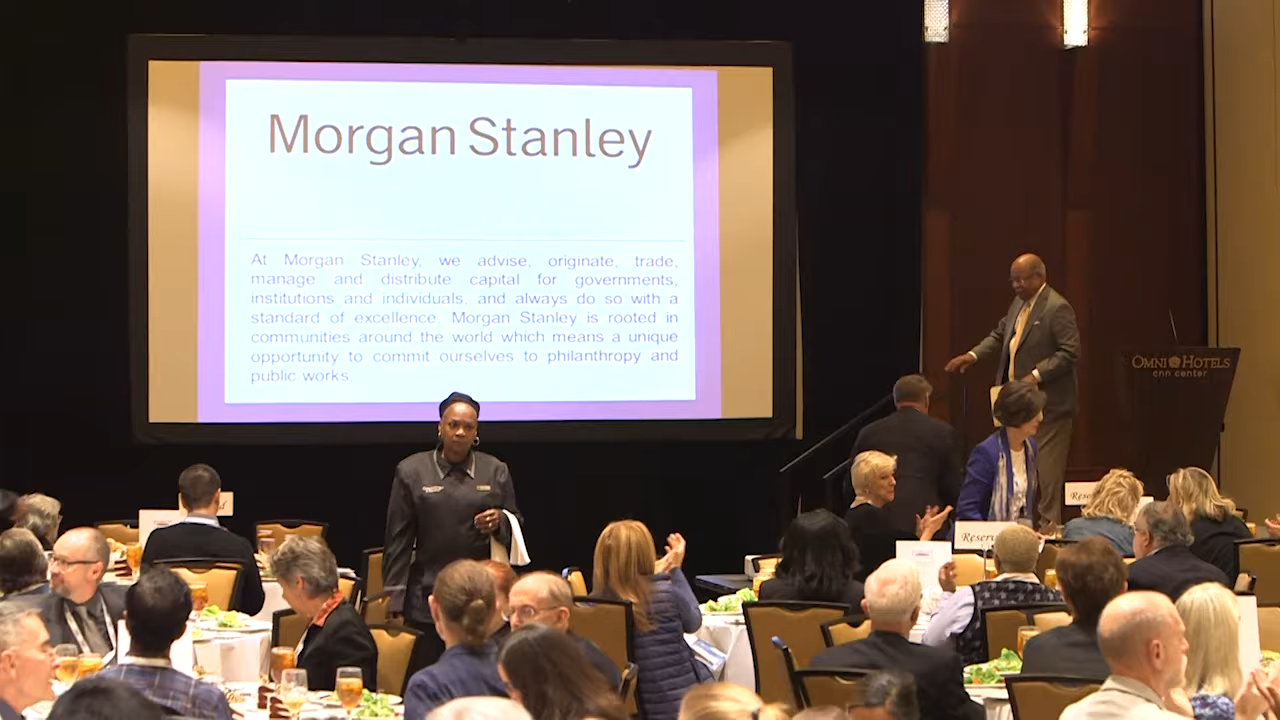 Morgan Stanley
At Morgan Stanley, we advise, originate, trade,
manage and distribute capital for governments,
institutions and individuals, and always do so with a
standard of excellence. Morgan Stanley is rooted in
communities around the world which means a unique
opportunity to commit ourselves to philanthropy and
public works.
OMNI HOTELS
cnn center